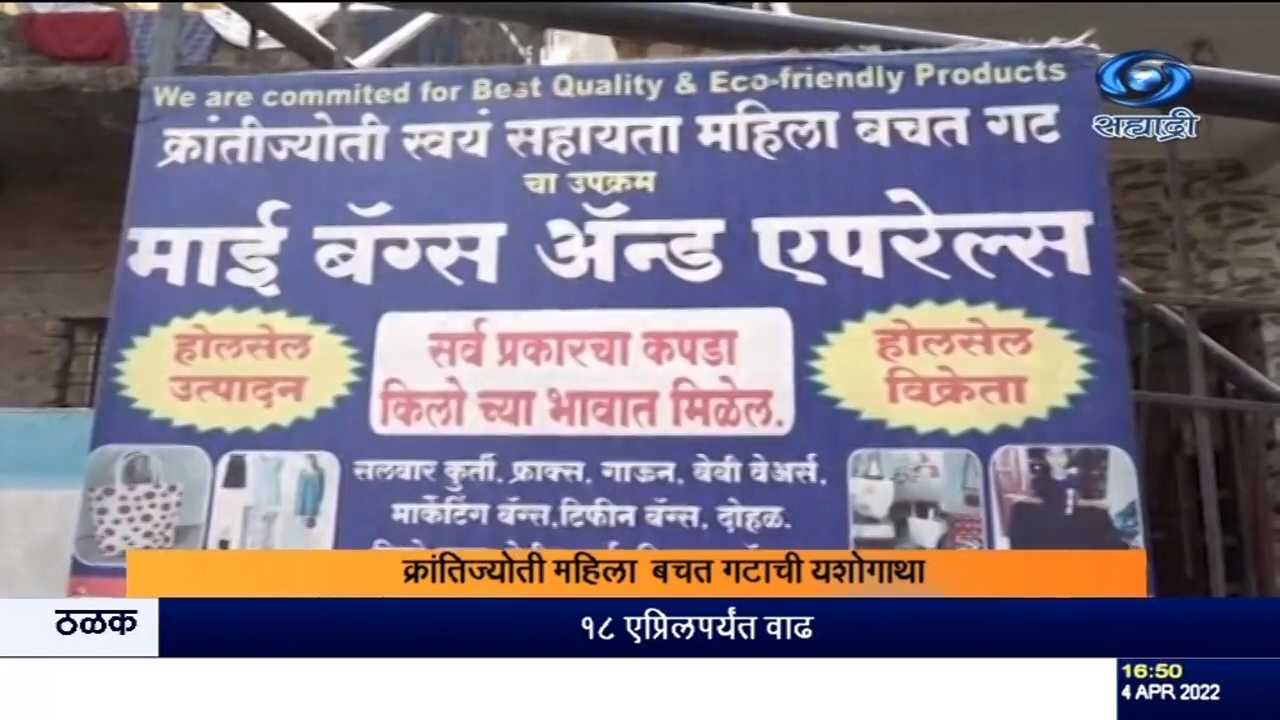 We are commited for Best Quality & Eco-friendly Products
सह्याद्री
क्रांतीज्योती स्वयं सहायता महिला बचत गट
चा उपक्रम
माई बॅग्स ॲन्ड एपरेल्स
होलसेल
उत्पादन
सर्व प्रकारचा कपडा
किलो च्या भावात मिळेल.
होलसेल
विक्रेता
सलवार कुर्ती, फ्राक्स, गाऊन, बेबी वेअर्स,
मार्केटिंग बॅग्स,टिफीन बॅग्स, दोहळ.
क्रांतिज्योती महिला बचत गटाची यशोगाथा
ठळक
१८ एप्रिलपर्यंत वाढ
16:50
4 APR 2022